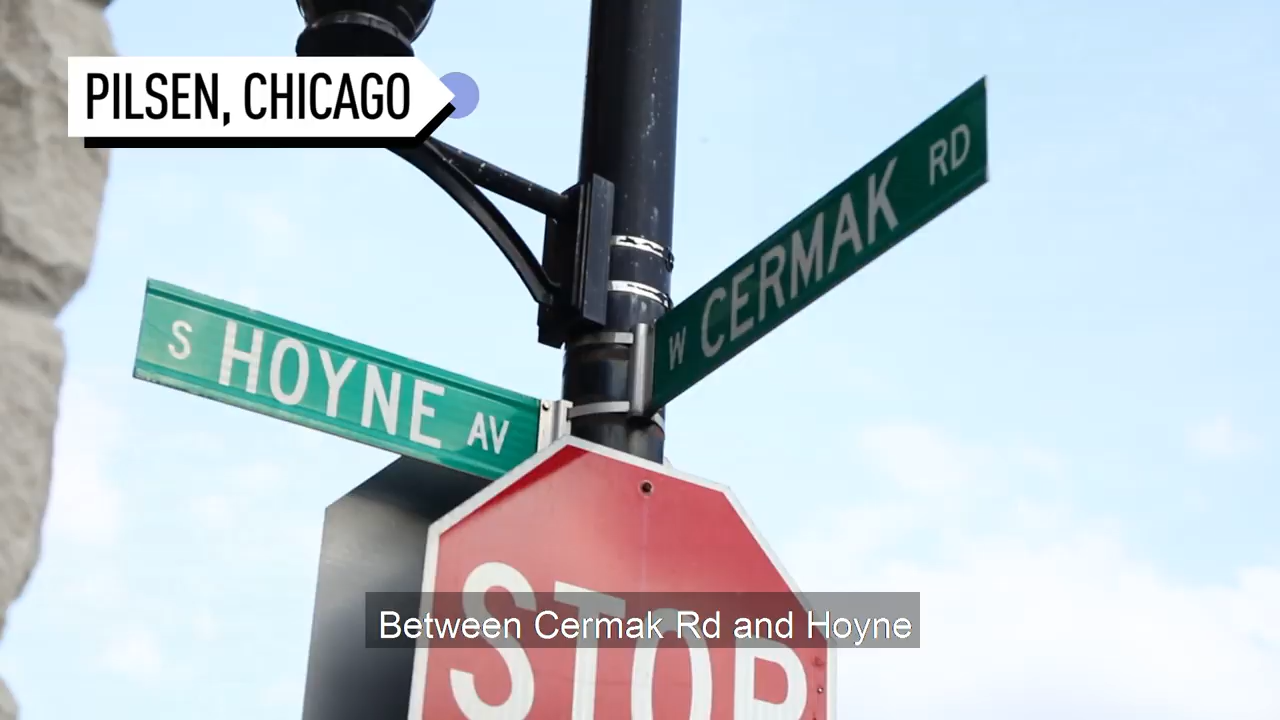 PILSEN, CHICAGO
W CERMAK RD
S HOYNE AV
STOP
Between Cermak Rd and Hoyne